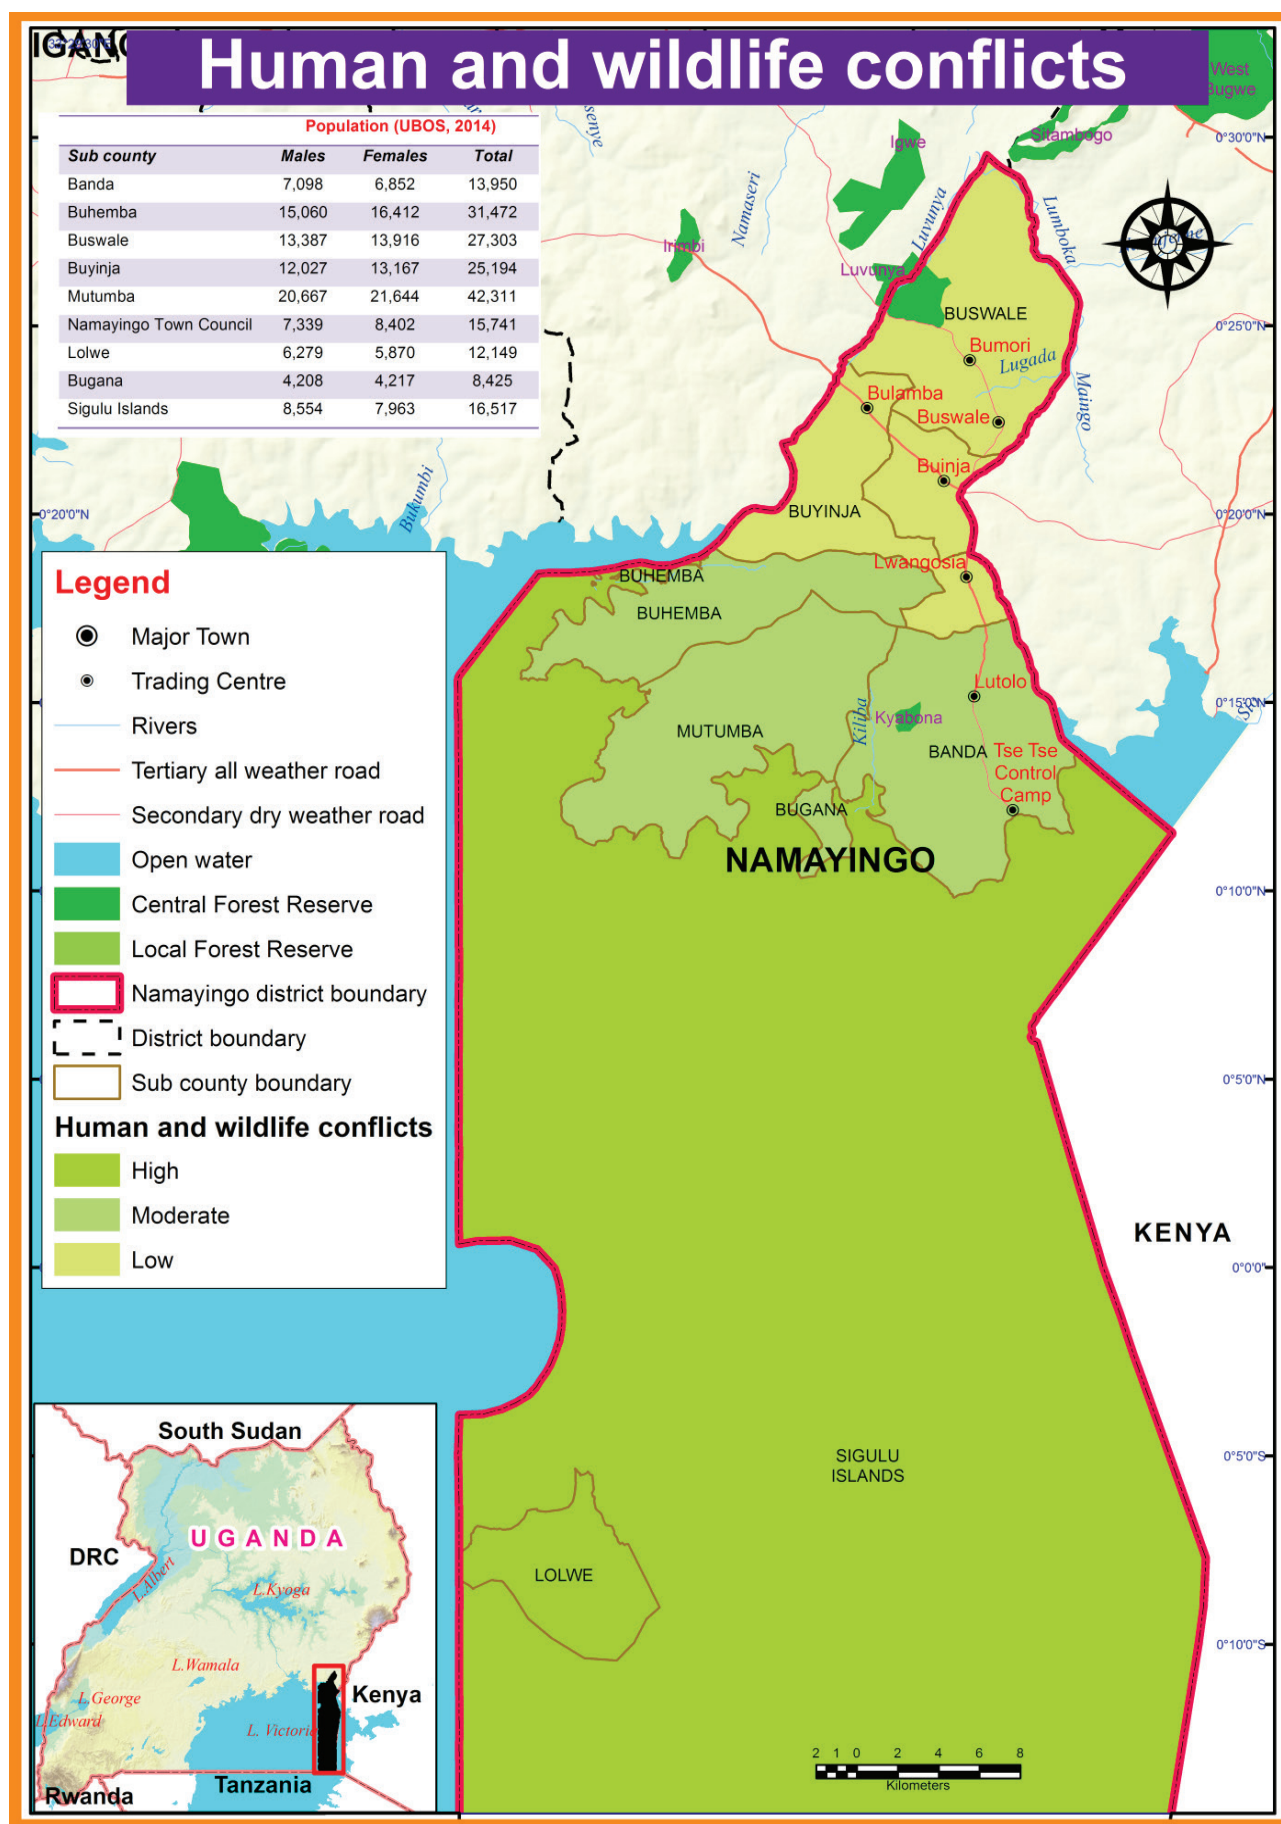 Human and wildlife conflicts
Population (UBOS, 2014)
Sub county Males Females Total
Banda 7,098 6,852 13,950
Buhemba 15,060 16,412 31,472
Buswale 13,387 13,916 27,303
Buyinja 12,027 13,167 25,194
Mutumba 20,667 21,644 42,311
Namayingo Town Council 7,339 8,402 15,741
Lolwe 6,279 5,870 12,149
Bugana 4,208 4,217 8,425
Sigulu Islands 8,554 7,963 16,517
West
Bugwe
Sitambogo
Igwe
Namaseri
Luvunya
Lumboka
Irimbi
Luvunya
BUSWALE
Bumori
Lugada
Maingo
Bulamba
Buswale
Buinja
Bukumbi
BUYINJA
Lwangosia
BUHEMBA
BUHEMBA
Lutolo
Kyabona
Kiliba
MUTUMBA
BANDA
Tse Tse
Control
Camp
BUGANA
NAMAYINGO
KENYA
SIGULU
ISLANDS
LOLWE
0°30'0"N
0°25'0"N
0°20'0"N
0°20'0"N
0°15'0"N
0°10'0"N
0°5'0"N
0°0'0"
0°5'0"S
0°10'0"S
Legend
Major Town
Trading Centre
Rivers
Tertiary all weather road
Secondary dry weather road
Open water
Central Forest Reserve
Local Forest Reserve
Namayingo district boundary
District boundary
Sub county boundary
Human and wildlife conflicts
High
Moderate
Low
South Sudan
UGANDA
DRC
L.Albert
L.Kyoga
L.Wamala
L.George
L.Edward
L. Victoria
Kenya
Tanzania
Rwanda
2 1 0 2 4 6 8
Kilometers